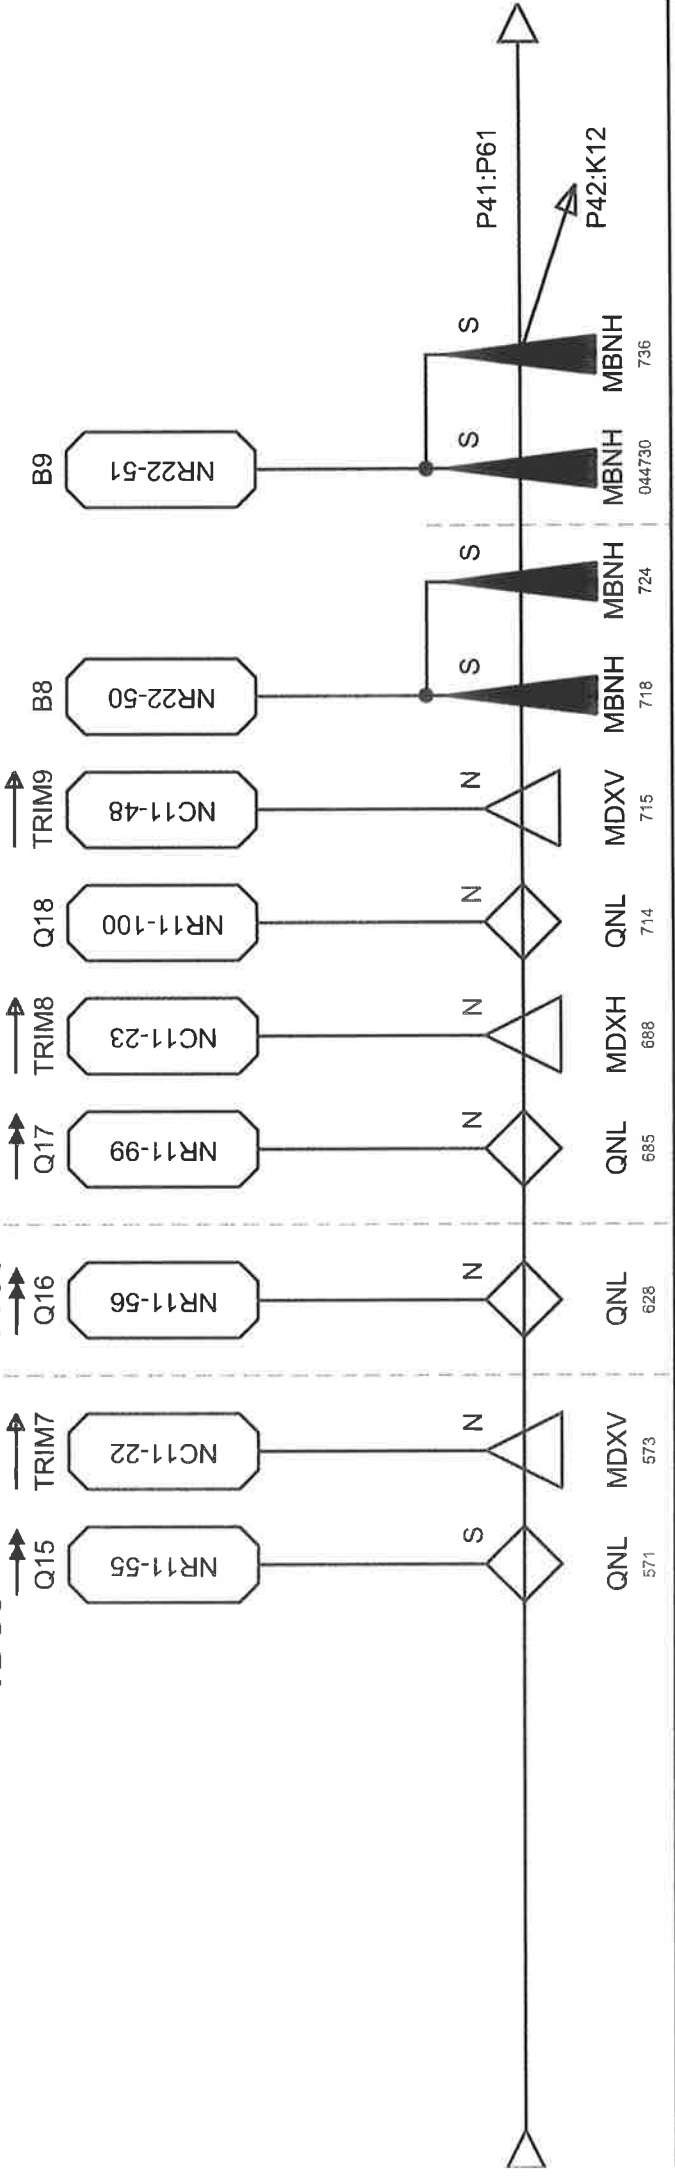 Q15 TRIM7 Q16 Q17 TRIM8 Q18 TRIM9 B8 B9
NR11-55 NC11-22 NR11-56 NR11-99 NC11-23 NR11-100 NC11-48 NR22-50 NR22-51
S N N N N N N S S S S
P41:P61
P42:K12
QNL MDXV QNL QNL MDXH QNL MDXV MBNH MBNH MBNH MBNH
571 573 628 685 688 714 715 718 724 044730 736